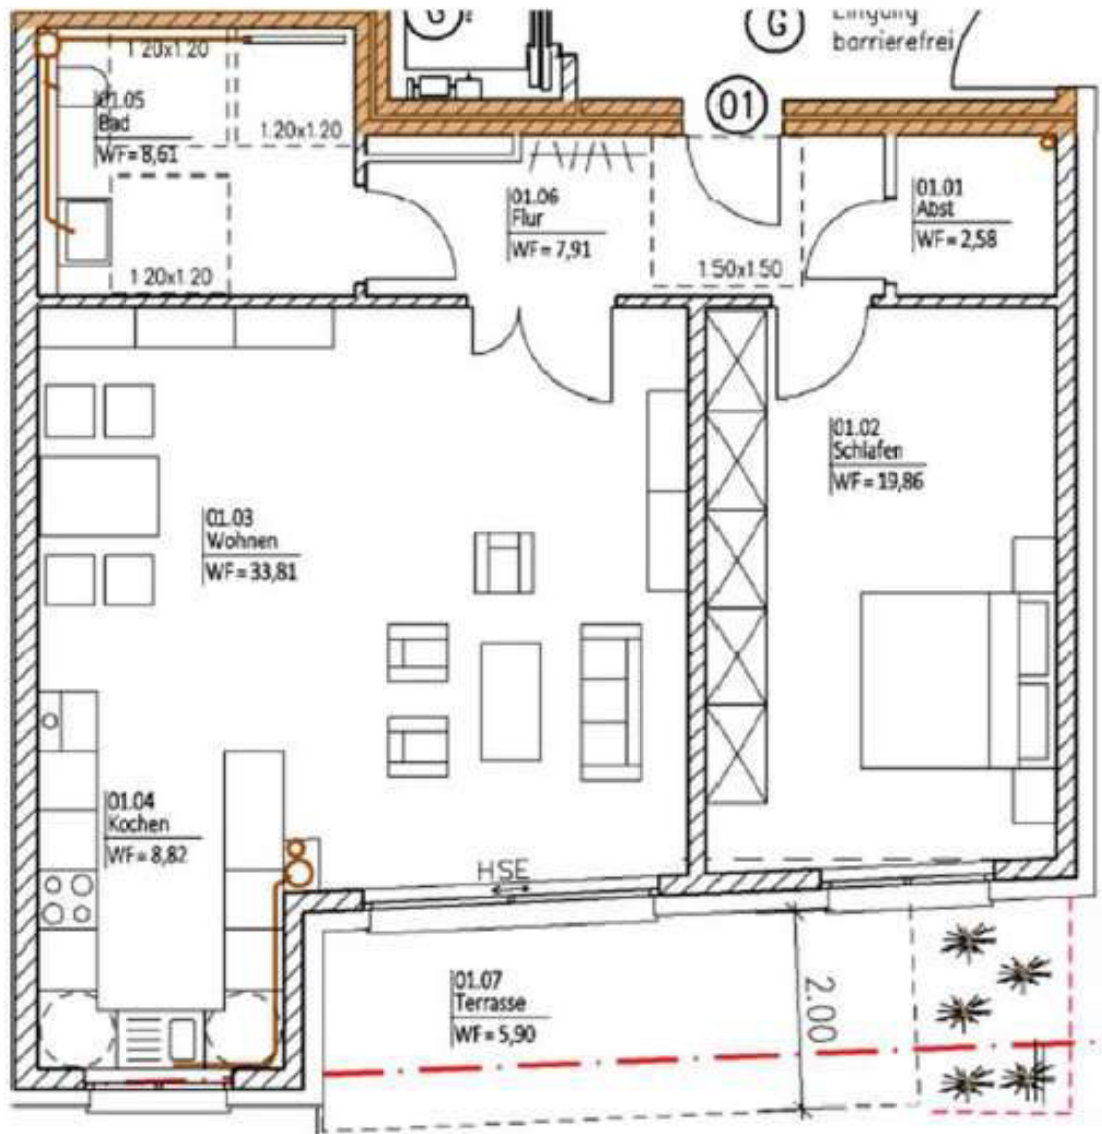 G
G
Eingang
barrierefrei
01
1.20x1.20
01.05
Bad
WF= 8,61
1.20x1.20
1.20x1.20
01.06
Flur
WF= 7,91
1.50x1.50
01.01
Abst
WF= 2,58
01.02
Schlafen
WF= 19,86
01.03
Wohnen
WF= 33,81
01.04
Kochen
WF= 8,82
HSE
01.07
Terrasse
WF= 5,90
2.00